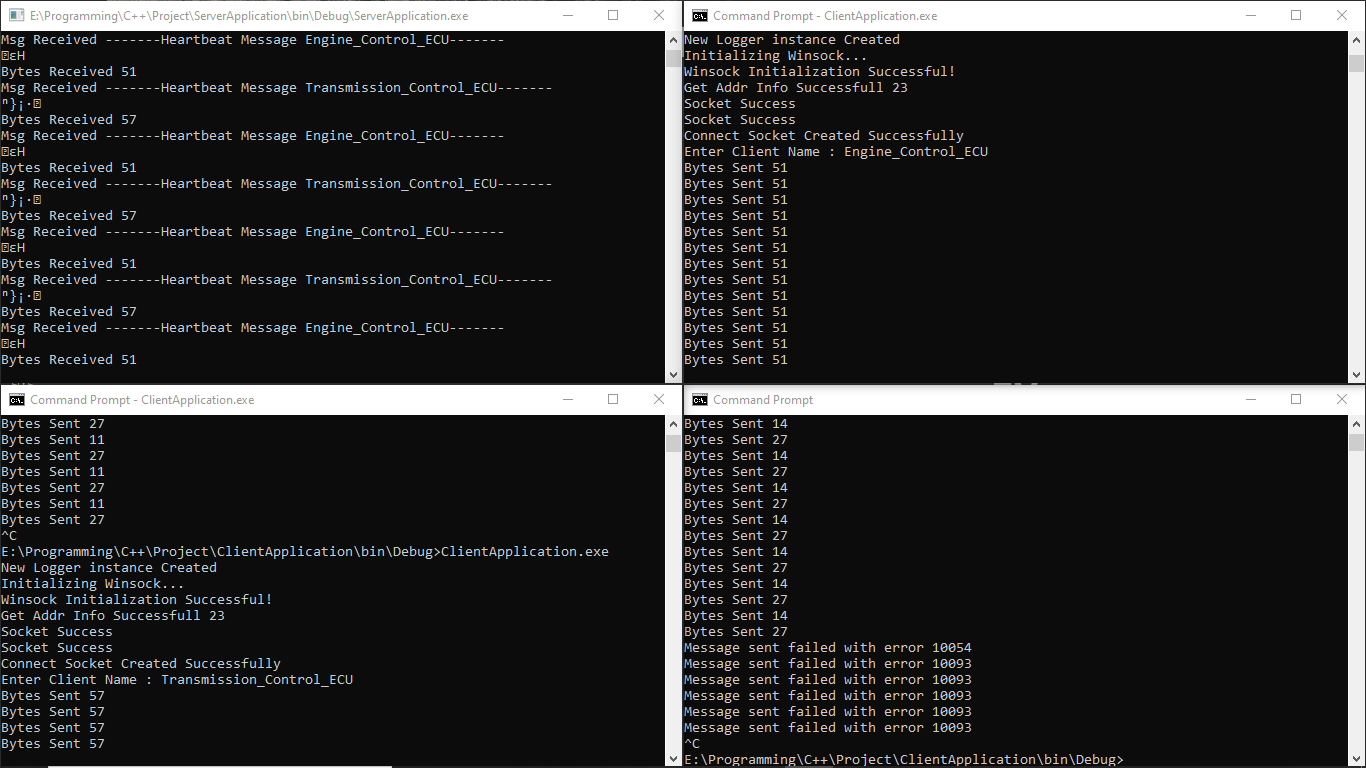 E:\Programming\C++\Project\ServerApplication\bin\Debug\ServerApplication.exe
Msg Received -------Heartbeat Message Engine_Control_ECU-------
εH
Bytes Received 51
Msg Received -------Heartbeat Message Transmission_Control_ECU-------
ⁿ}¡·
Bytes Received 57
Msg Received -------Heartbeat Message Engine_Control_ECU-------
εH
Bytes Received 51
Msg Received -------Heartbeat Message Transmission_Control_ECU-------
ⁿ}¡·
Bytes Received 57
Msg Received -------Heartbeat Message Engine_Control_ECU-------
εH
Bytes Received 51
Msg Received -------Heartbeat Message Transmission_Control_ECU-------
ⁿ}¡·
Bytes Received 57
Msg Received -------Heartbeat Message Engine_Control_ECU-------
εH
Bytes Received 51
Command Prompt - ClientApplication.exe
New Logger instance Created
Initializing Winsock...
Winsock Initialization Successful!
Get Addr Info Successfull 23
Socket Success
Socket Success
Connect Socket Created Successfully
Enter Client Name : Engine_Control_ECU
Bytes Sent 51
Bytes Sent 51
Bytes Sent 51
Bytes Sent 51
Bytes Sent 51
Bytes Sent 51
Bytes Sent 51
Bytes Sent 51
Bytes Sent 51
Bytes Sent 51
Bytes Sent 51
Bytes Sent 51
Bytes Sent 51
Command Prompt - ClientApplication.exe
Bytes Sent 27
Bytes Sent 11
Bytes Sent 27
Bytes Sent 11
Bytes Sent 27
Bytes Sent 11
Bytes Sent 27
^C
E:\Programming\C++\Project\ClientApplication\bin\Debug>ClientApplication.exe
New Logger instance Created
Initializing Winsock...
Winsock Initialization Successful!
Get Addr Info Successfull 23
Socket Success
Socket Success
Connect Socket Created Successfully
Enter Client Name : Transmission_Control_ECU
Bytes Sent 57
Bytes Sent 57
Bytes Sent 57
Bytes Sent 57
Command Prompt
Bytes Sent 14
Bytes Sent 27
Bytes Sent 14
Bytes Sent 27
Bytes Sent 14
Bytes Sent 27
Bytes Sent 14
Bytes Sent 27
Bytes Sent 14
Bytes Sent 27
Bytes Sent 14
Bytes Sent 27
Bytes Sent 14
Bytes Sent 27
Message sent failed with error 10054
Message sent failed with error 10093
Message sent failed with error 10093
Message sent failed with error 10093
Message sent failed with error 10093
Message sent failed with error 10093
^C
E:\Programming\C++\Project\ClientApplication\bin\Debug>